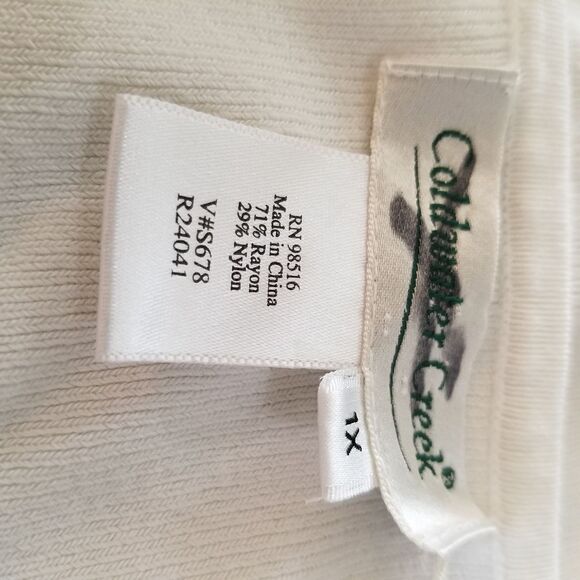 Coldwater Creek®
1X
RN 98516
Made in China
71% Rayon
29% Nylon
V#S678
R24041